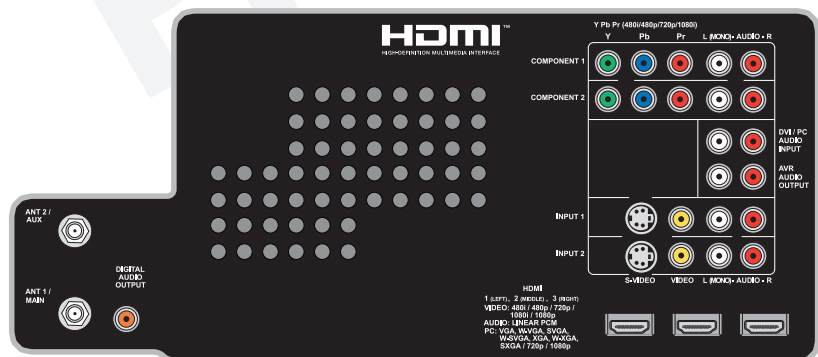 HDMI™
HIGH-DEFINITION MULTIMEDIA INTERFACE
Y Pb Pr (480i/480p/720p/1080i)
Y Pb Pr L (MONO)• AUDIO • R
COMPONENT 1
COMPONENT 2
DVI / PC
AUDIO
INPUT
AVR
AUDIO
OUTPUT
INPUT 1
INPUT 2
S-VIDEO VIDEO L (MONO)• AUDIO • R
ANT 2 /
AUX
ANT 1 /
MAIN
DIGITAL
AUDIO
OUTPUT
HDMI
1 (LEFT) , 2 (MIDDLE) , 3 (RIGHT)
VIDEO: 480i / 480p / 720p /
1080i / 1080p
AUDIO: LINEAR PCM
PC: VGA, W-VGA, SVGA,
W-SVGA, XGA, W-XGA,
SXGA / 720p / 1080p